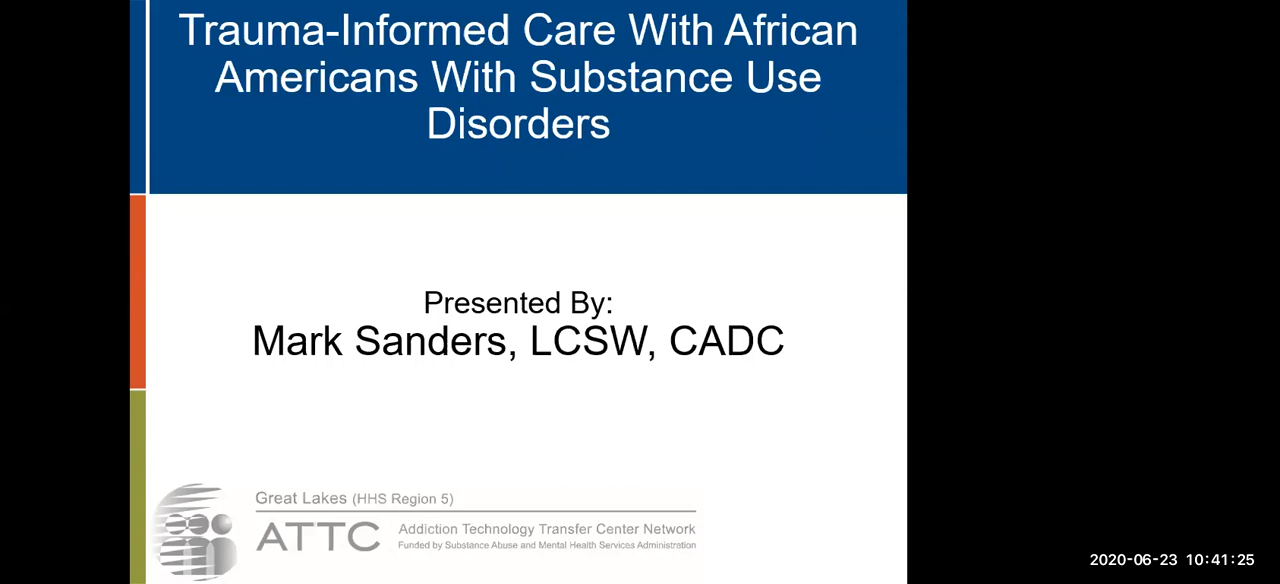 Trauma-Informed Care With African
Americans With Substance Use
Disorders
Presented By:
Mark Sanders, LCSW, CADC
Great Lakes (HHS Region 5)
ATTC
Addiction Technology Transfer Center Network
Funded by Substance Abuse and Mental Health Services Administration
2020-06-23 10:41:25